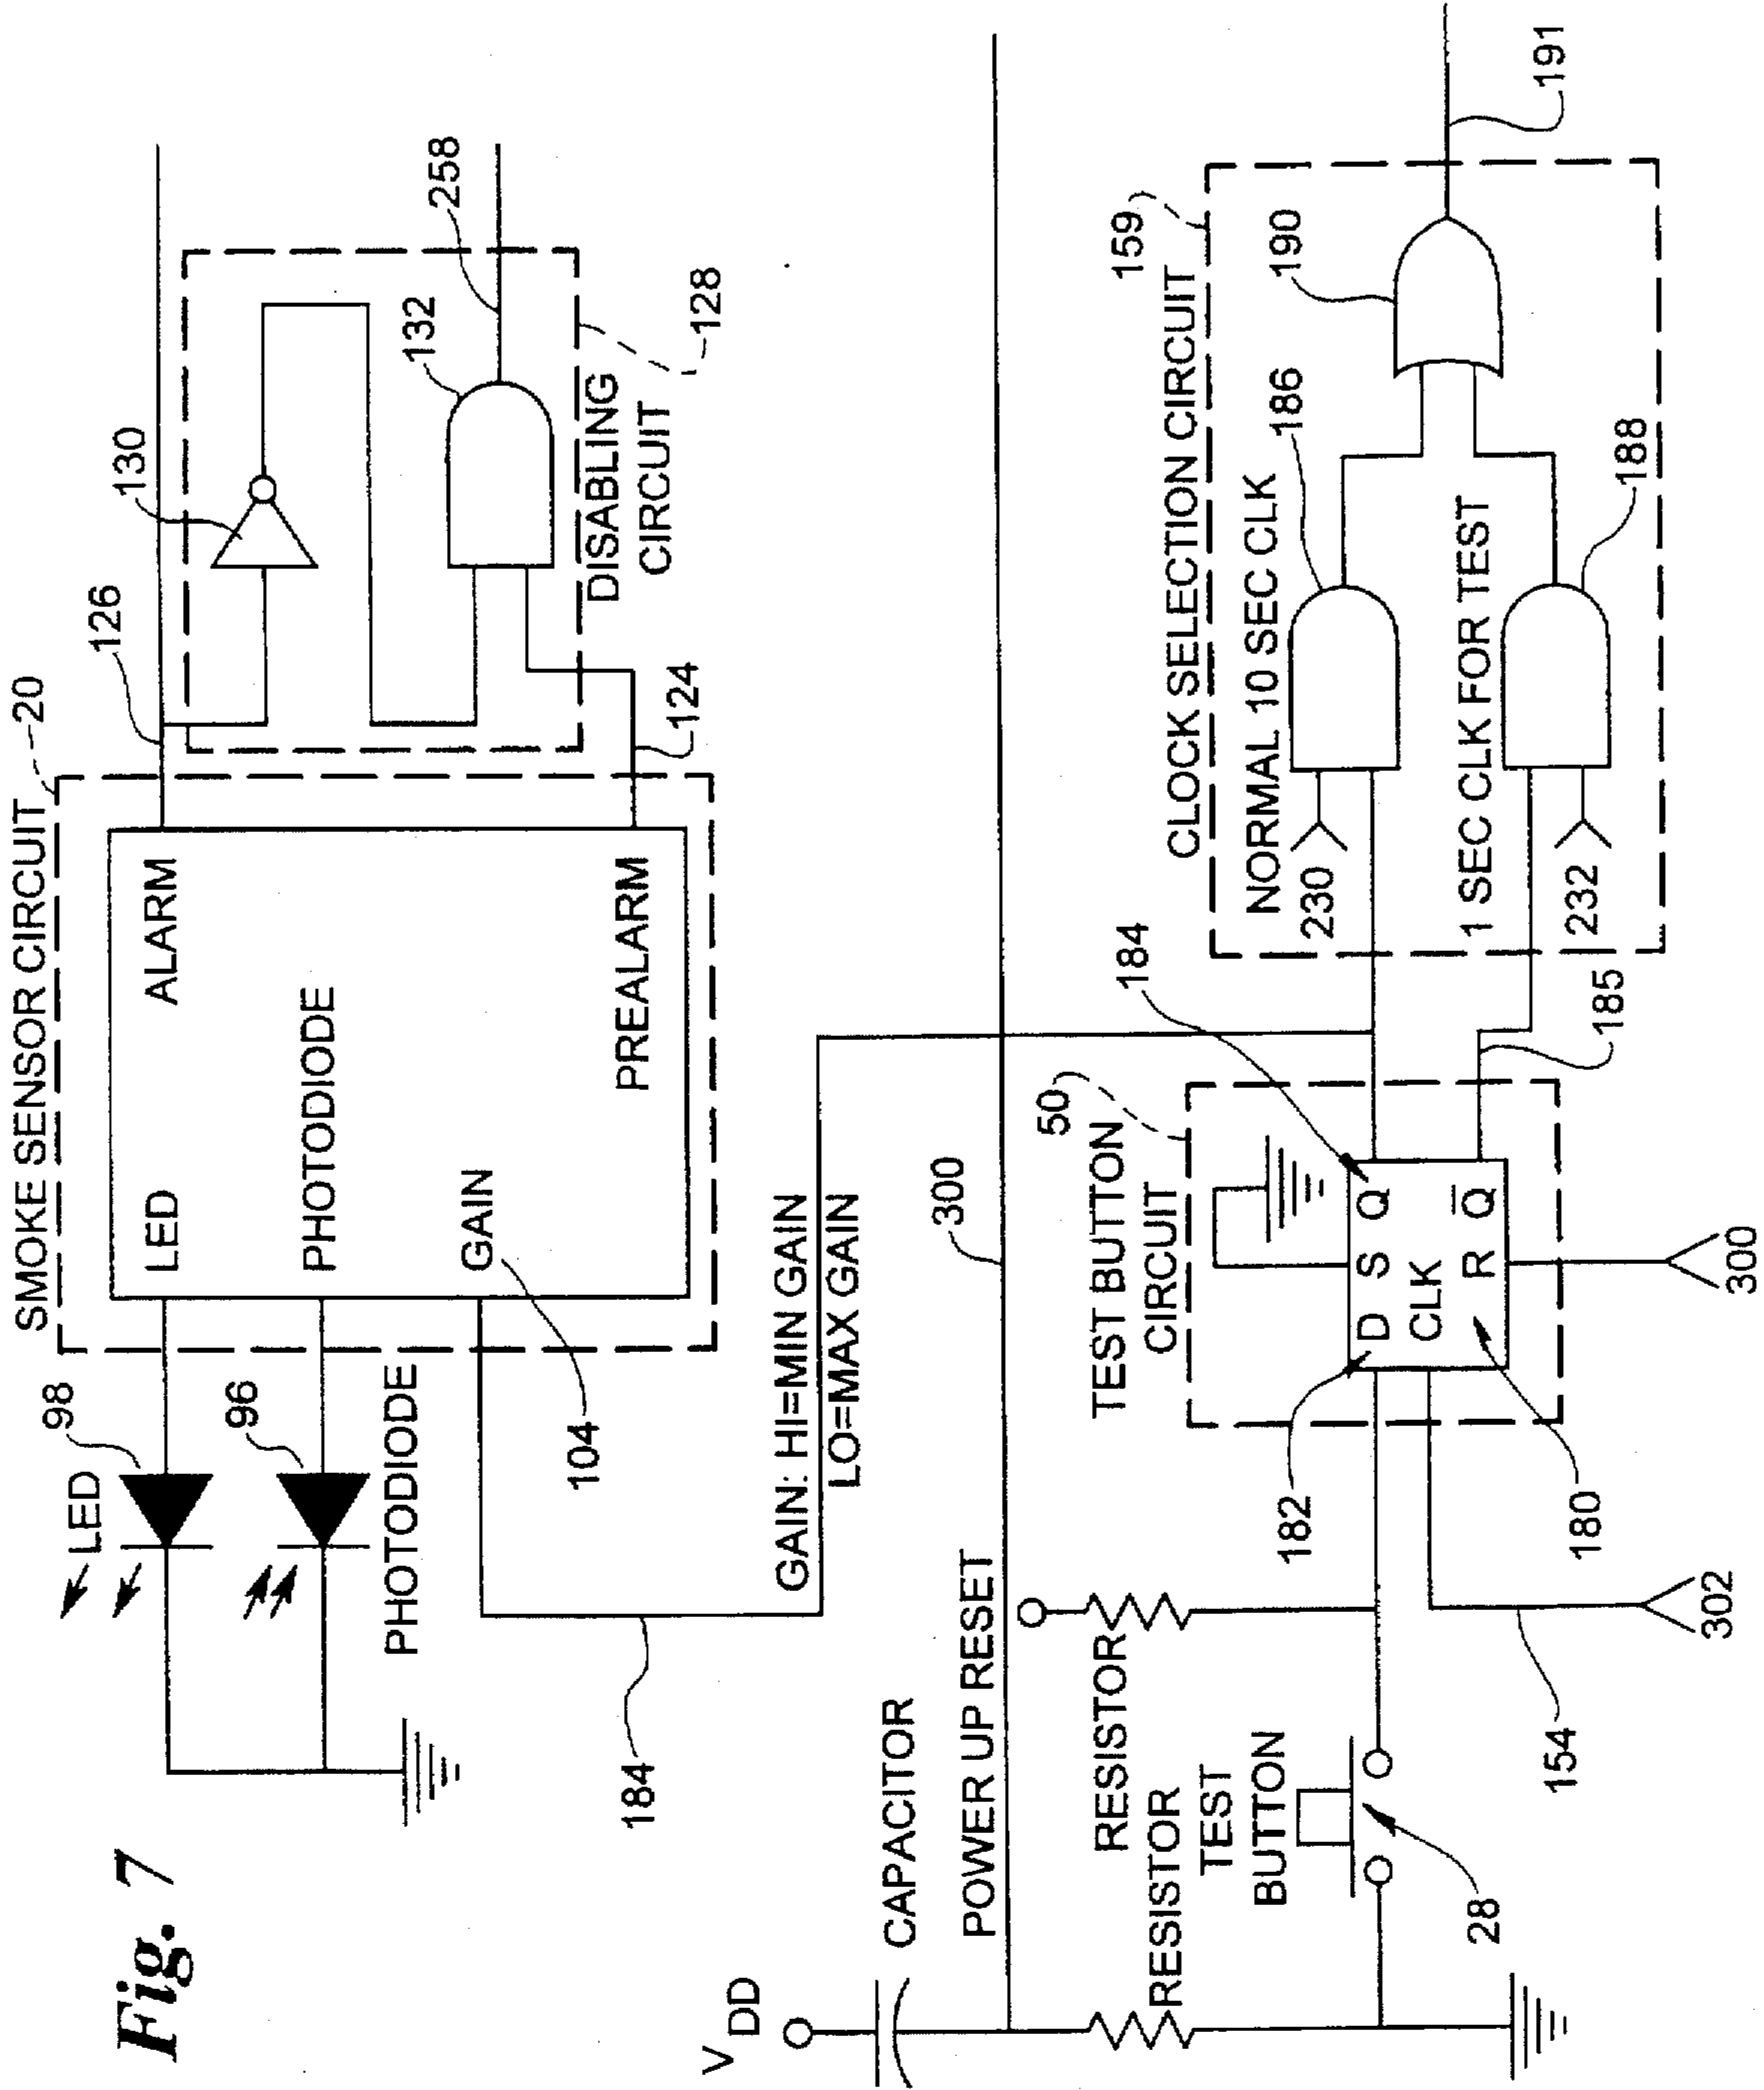 Fig. 7
SMOKE SENSOR CIRCUIT
20
LED
98
96
PHOTODIODE
LED
PHOTODIODE
GAIN
104
ALARM
PREALARM
126
130
124
132
258
128
DISABLING
CIRCUIT
184
GAIN: HI=MIN GAIN
LO=MAX GAIN
V
DD
CAPACITOR
POWER UP RESET
300
RESISTOR
RESISTOR
TEST
BUTTON
28
154
302
TEST BUTTON
CIRCUIT
50
182
D
S
Q
CLK
R
Q̅
180
300
184
185
CLOCK SELECTION CIRCUIT
159
NORMAL 10 SEC CLK
230
186
1 SEC CLK FOR TEST
232
188
190
191